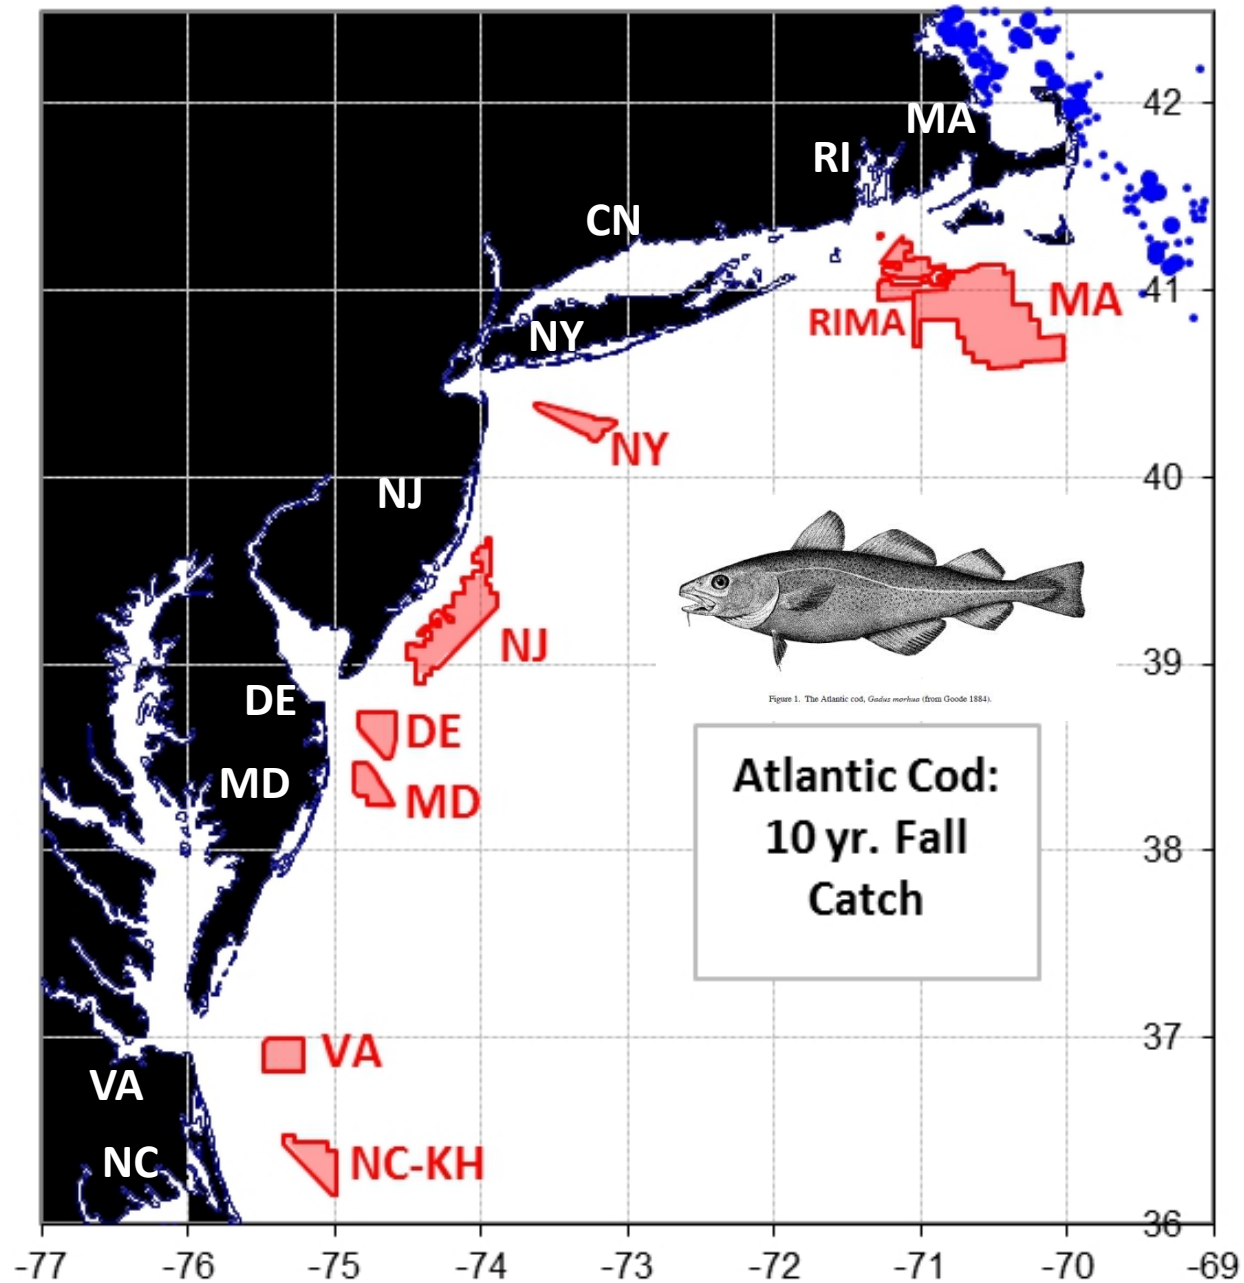 MA
42
RI
CN
41
MA
RIMA
NY
NY
40
NJ
NJ
39
Figure 1. The Atlantic cod, Gadus morhua (from Goode 1884).
DE
DE
Atlantic Cod:
10 yr. Fall
Catch
MD
MD
38
37
VA
VA
NC
NC-KH
36
-77 -76 -75 -74 -73 -72 -71 -70 -69